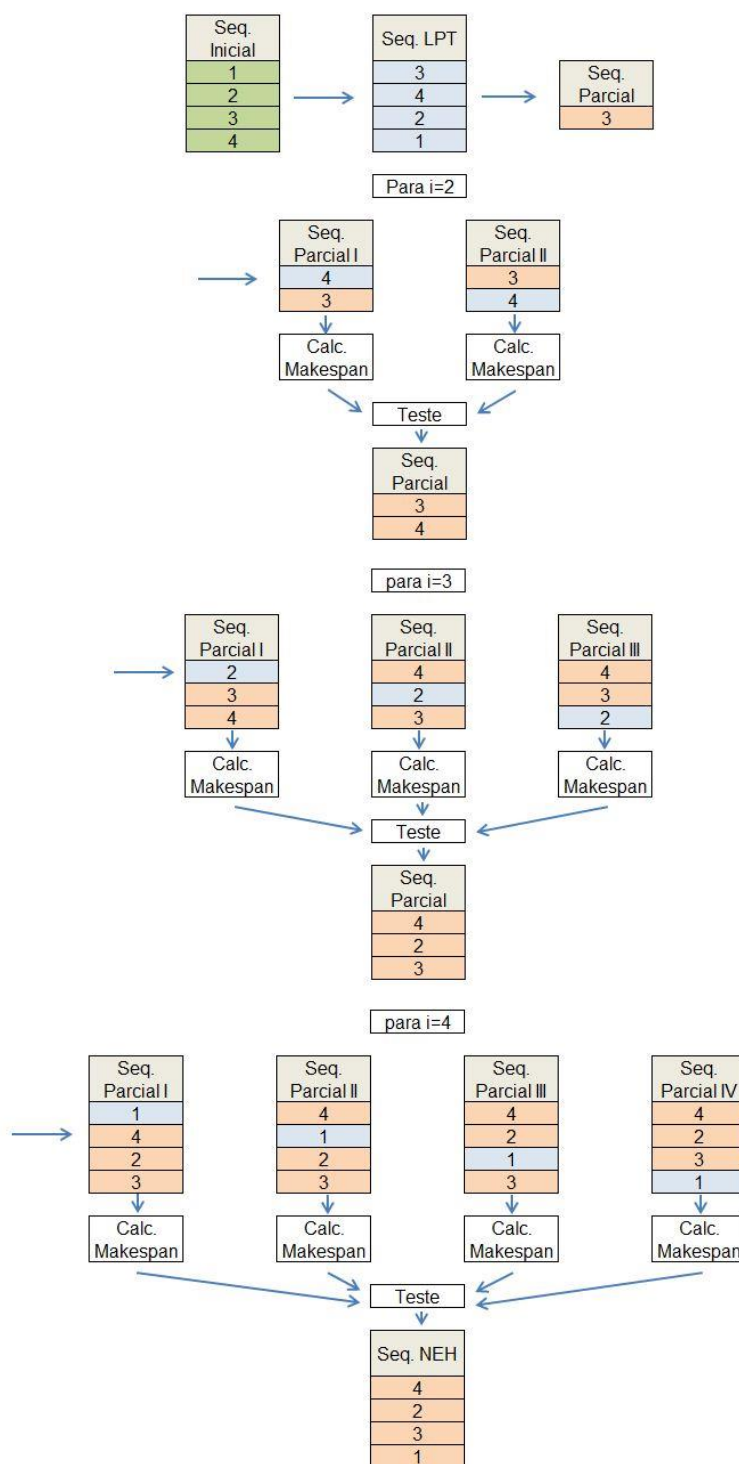 Seq.
Inicial
1
2
3
4
Seq. LPT
3
4
2
1
Seq.
Parcial
3
Para i=2
Seq.
Parcial I
4
3
Seq.
Parcial II
3
4
Calc.
Makespan
Calc.
Makespan
Teste
Seq.
Parcial
3
4
para i=3
Seq.
Parcial I
2
3
4
Seq.
Parcial II
4
2
3
Seq.
Parcial III
4
3
2
Calc.
Makespan
Calc.
Makespan
Calc.
Makespan
Teste
Seq.
Parcial
4
2
3
para i=4
Seq.
Parcial I
1
4
2
3
Seq.
Parcial II
4
1
2
3
Seq.
Parcial III
4
2
1
3
Seq.
Parcial IV
4
2
3
1
Calc.
Makespan
Calc.
Makespan
Calc.
Makespan
Calc.
Makespan
Teste
Seq. NEH
4
2
3
1